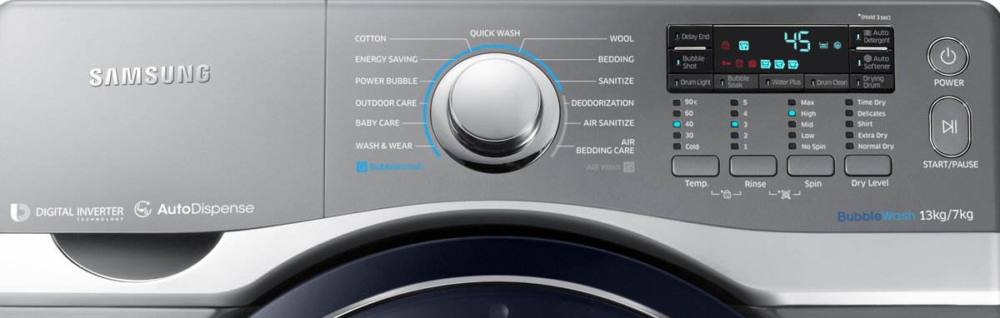 SAMSUNG
DIGITAL INVERTER
TECHNOLOGY
AutoDispense
QUICK WASH
COTTON
ENERGY SAVING
POWER BUBBLE
OUTDOOR CARE
BABY CARE
WASH & WEAR
BubbleWash
WOOL
BEDDING
SANITIZE
DEODORIZATION
AIR SANITIZE
AIR
BEDDING CARE
AIR Wash
*(Hold 3 sec)
Delay End
Bubble
Shot
45
Auto
Detergent
Auto
Softener
Drum Light
Bubble
Soak
Water Plus
Drum Clean
Drying
Drum
90℃
60
40
30
Cold
Temp.
5
4
3
2
1
Rinse
Max
High
Mid
Low
No Spin
Spin
Time Dry
Delicates
Shirt
Extra Dry
Normal Dry
Dry Level
POWER
START/PAUSE
BubbleWash 13kg/7kg